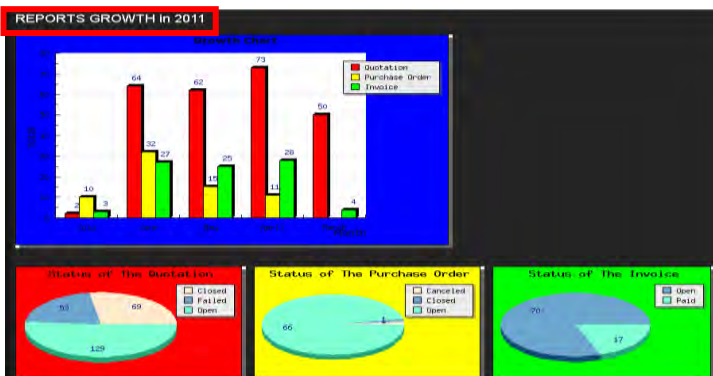 REPORTS GROWTH in 2011
Growth Chart
Quotation
Purchase Order
Invoice
73
64
62
50
32
27
25
28
15
11
10
2
3
4
Status of The Quotation
Closed
Failed
Open
69
129
Status of The Purchase Order
Canceled
Closed
Open
66
1
Status of The Invoice
Open
Paid
70
17